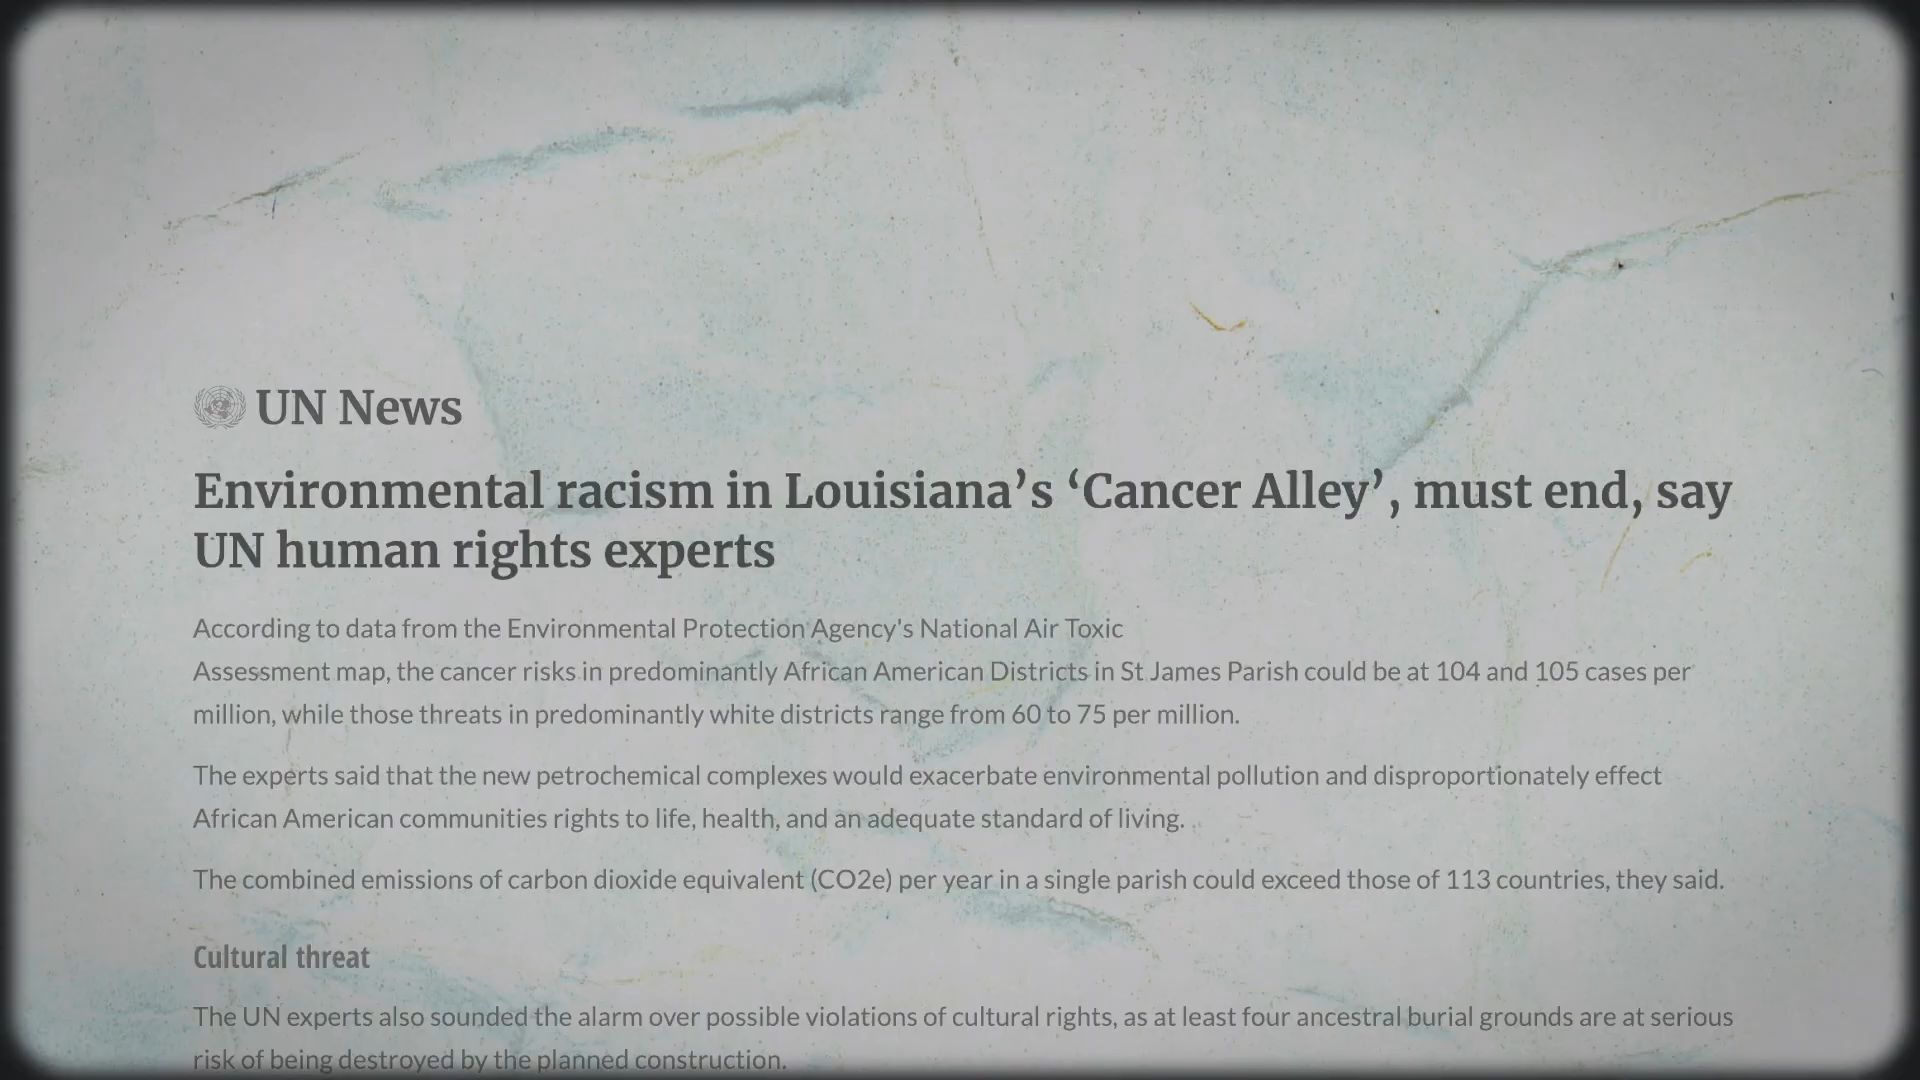 UN News
Environmental racism in Louisiana’s ‘Cancer Alley’, must end, say
UN human rights experts
According to data from the Environmental Protection Agency's National Air Toxic
Assessment map, the cancer risks in predominantly African American Districts in St James Parish could be at 104 and 105 cases per
million, while those threats in predominantly white districts range from 60 to 75 per million.
The experts said that the new petrochemical complexes would exacerbate environmental pollution and disproportionately effect
African American communities rights to life, health, and an adequate standard of living.
The combined emissions of carbon dioxide equivalent (CO2e) per year in a single parish could exceed those of 113 countries, they said.
Cultural threat
The UN experts also sounded the alarm over possible violations of cultural rights, as at least four ancestral burial grounds are at serious
risk of being destroyed by the planned construction.